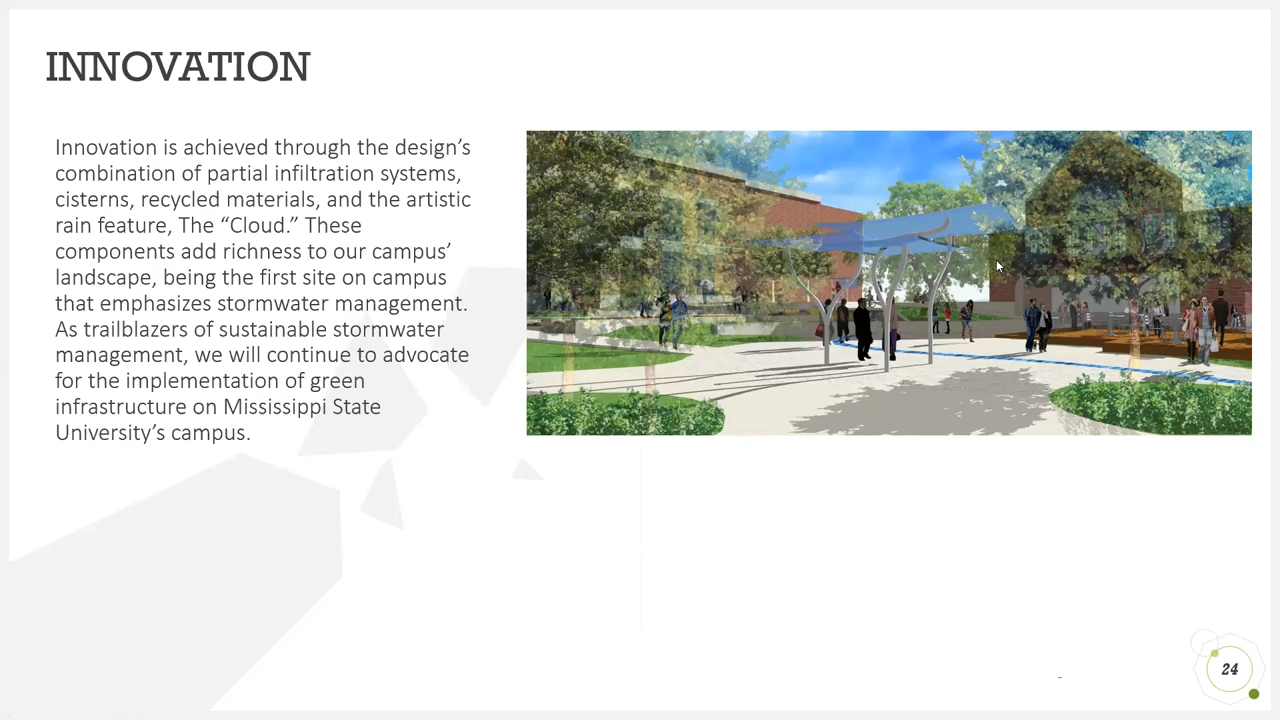 INNOVATION
Innovation is achieved through the design’s
combination of partial infiltration systems,
cisterns, recycled materials, and the artistic
rain feature, The “Cloud.” These
components add richness to our campus’
landscape, being the first site on campus
that emphasizes stormwater management.
As trailblazers of sustainable stormwater
management, we will continue to advocate
for the implementation of green
infrastructure on Mississippi State
University’s campus.
24